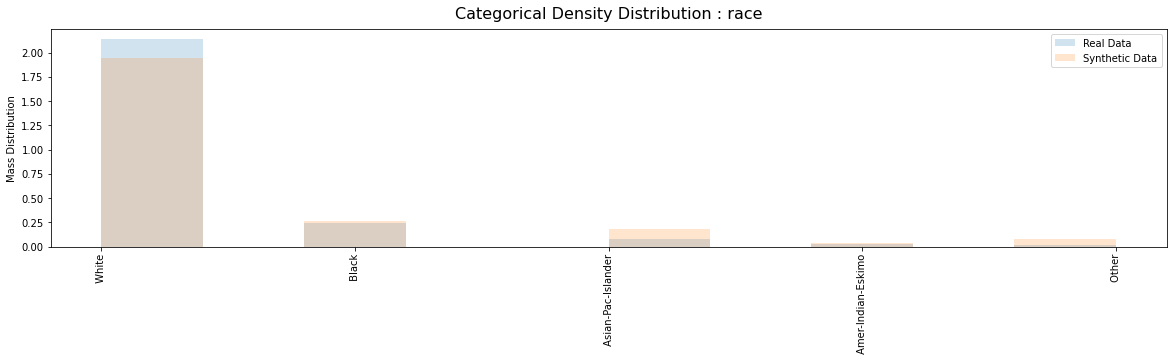 Categorical Density Distribution : race
Real Data
Synthetic Data
Mass Distribution
2.00
1.75
1.50
1.25
1.00
0.75
0.50
0.25
0.00
White
Black
Asian-Pac-Islander
Amer-Indian-Eskimo
Other